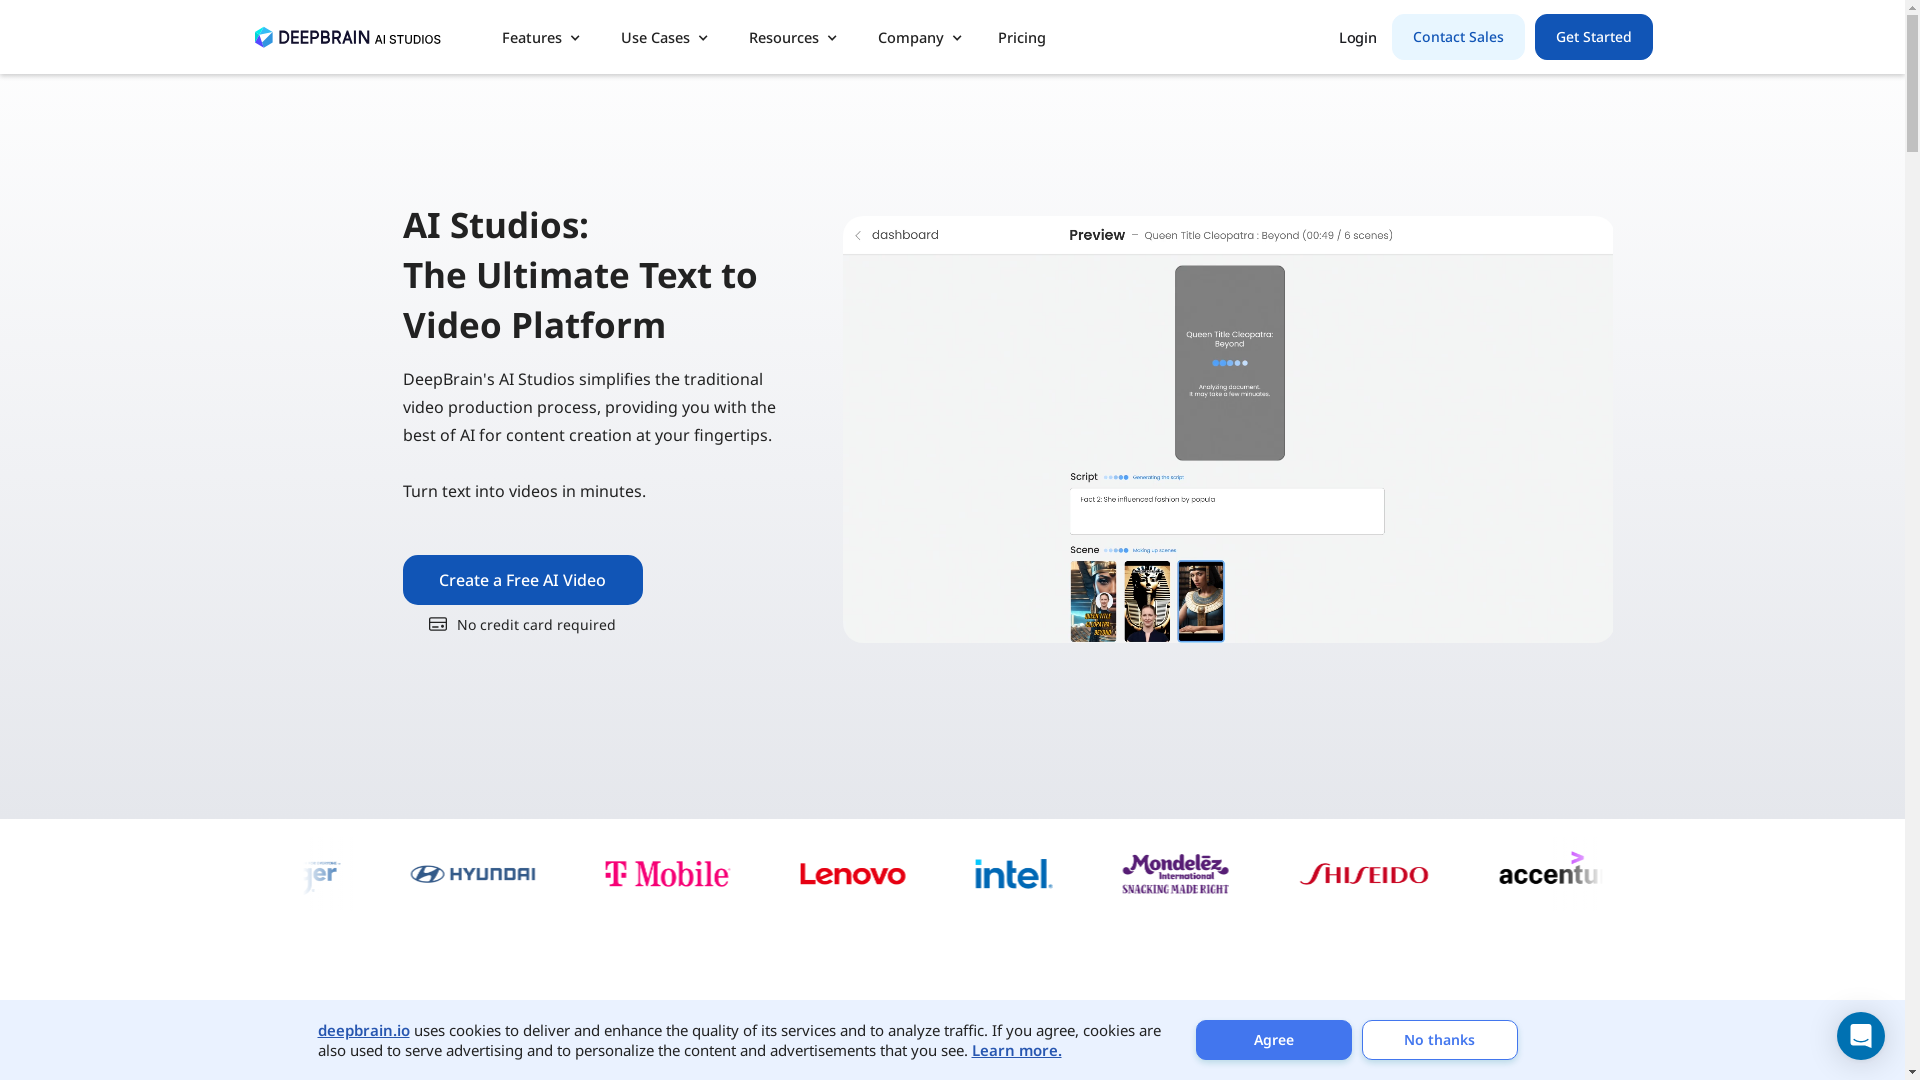 DEEPBRAIN AI STUDIOS
Features
Use Cases
Resources
Company
Pricing
Login
Contact Sales
Get Started
AI Studios:
The Ultimate Text to
Video Platform
DeepBrain's AI Studios simplifies the traditional
video production process, providing you with the
best of AI for content creation at your fingertips.
Turn text into videos in minutes.
Create a Free AI Video
No credit card required
dashboard
Preview – Queen Title Cleopatra : Beyond (00:49 / 6 scenes)
Queen Title Cleopatra:
Beyond
Analyzing document.
It may take a few minuates.
Script Generating the script
Fact 2: She influenced fashion by popula
Scene Making up scenes
ger
HYUNDAI
T Mobile
Lenovo
intel.
Mondelēz
International
SNACKING MADE RIGHT
SHISEIDO
accentu
deepbrain.io uses cookies to deliver and enhance the quality of its services and to analyze traffic. If you agree, cookies are
also used to serve advertising and to personalize the content and advertisements that you see. Learn more.
Agree
No thanks